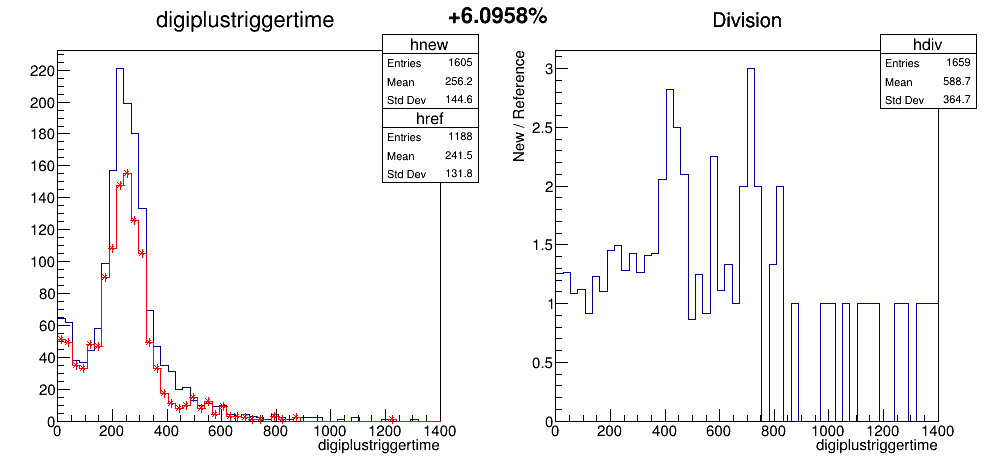 digiplustriggertime
+6.0958%
Division
hnew
Entries 1605
Mean 256.2
Std Dev 144.6
href
Entries 1188
Mean 241.5
Std Dev 131.8
220
200
180
160
140
120
100
80
60
40
20
0
0 200 400 600 800 1000 1200 1400
digiplustriggertime
hdiv
Entries 1659
Mean 588.7
Std Dev 364.7
New / Reference
3
2.5
2
1.5
1
0.5
0
0 200 400 600 800 1000 1200 1400
digiplustriggertime